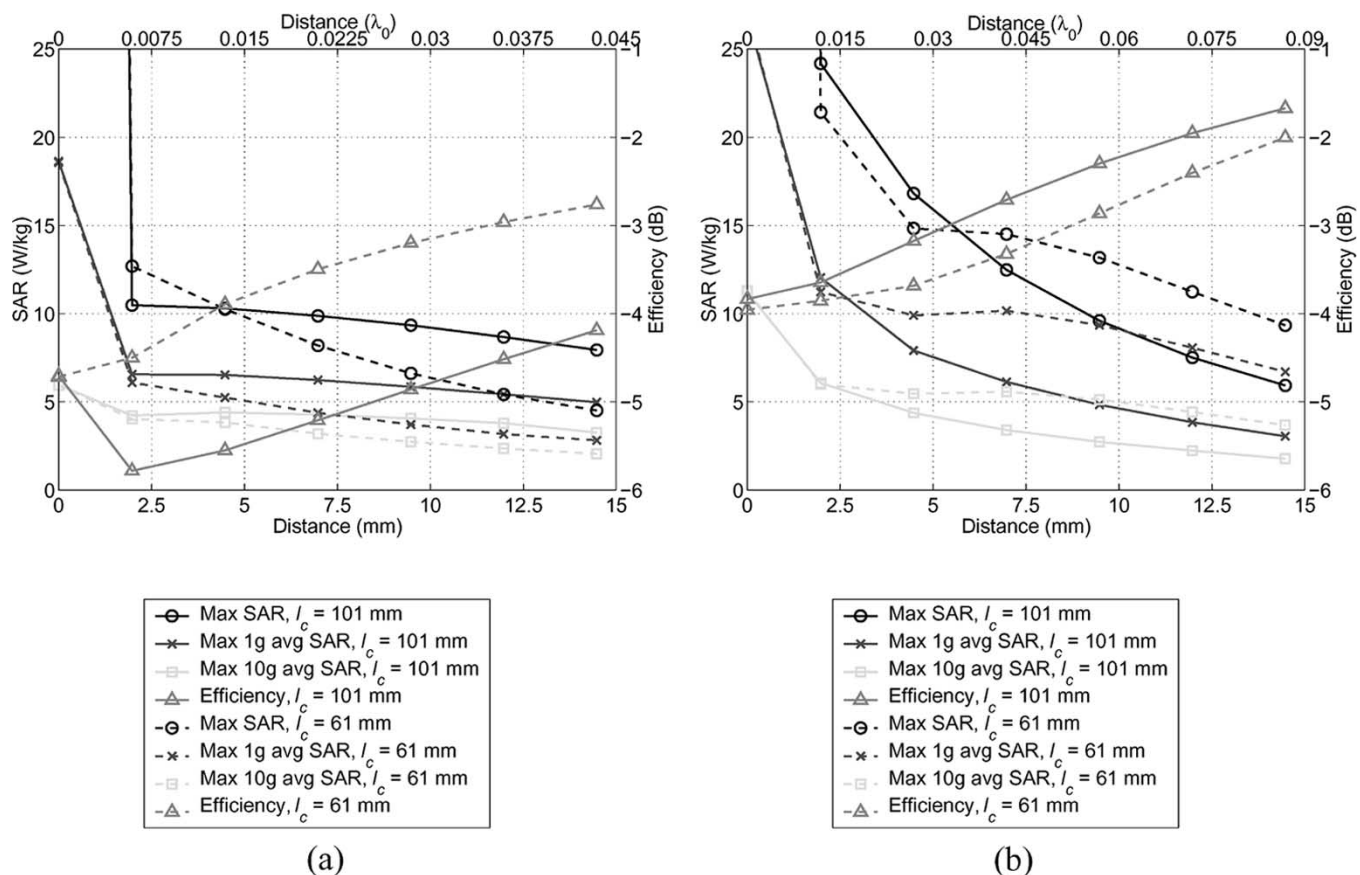 Distance (λ0)
0 0.0075 0.015 0.0225 0.03 0.0375 0.045
25 20 15 10 5 0
SAR (W/kg)
−1 −2 −3 −4 −5 −6
Efficiency (dB)
0 2.5 5 7.5 10 12.5 15
Distance (mm)
Max SAR, lc = 101 mm
Max 1g avg SAR, lc = 101 mm
Max 10g avg SAR, lc = 101 mm
Efficiency, lc = 101 mm
Max SAR, lc = 61 mm
Max 1g avg SAR, lc = 61 mm
Max 10g avg SAR, lc = 61 mm
Efficiency, lc = 61 mm
(a)
Distance (λ0)
0 0.015 0.03 0.045 0.06 0.075 0.09
25 20 15 10 5 0
SAR (W/kg)
−1 −2 −3 −4 −5 −6
Efficiency (dB)
0 2.5 5 7.5 10 12.5 15
Distance (mm)
Max SAR, lc = 101 mm
Max 1g avg SAR, lc = 101 mm
Max 10g avg SAR, lc = 101 mm
Efficiency, lc = 101 mm
Max SAR, lc = 61 mm
Max 1g avg SAR, lc = 61 mm
Max 10g avg SAR, lc = 61 mm
Efficiency, lc = 61 mm
(b)